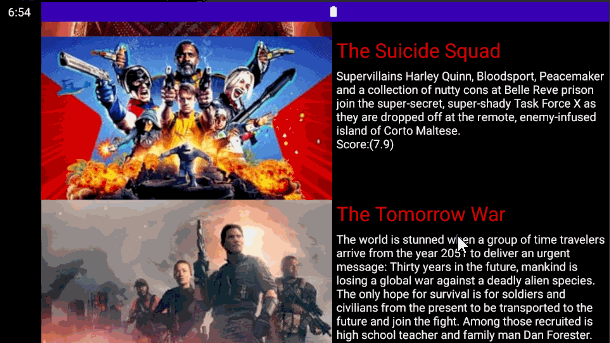 6:54
The Suicide Squad
Supervillains Harley Quinn, Bloodsport, Peacemaker
and a collection of nutty cons at Belle Reve prison
join the super-secret, super-shady Task Force X as
they are dropped off at the remote, enemy-infused
island of Corto Maltese.
Score:(7.9)
The Tomorrow War
The world is stunned when a group of time travelers
arrive from the year 2051 to deliver an urgent
message: Thirty years in the future, mankind is
losing a global war against a deadly alien species.
The only hope for survival is for soldiers and
civilians from the present to be transported to the
future and join the fight. Among those recruited is
high school teacher and family man Dan Forester.